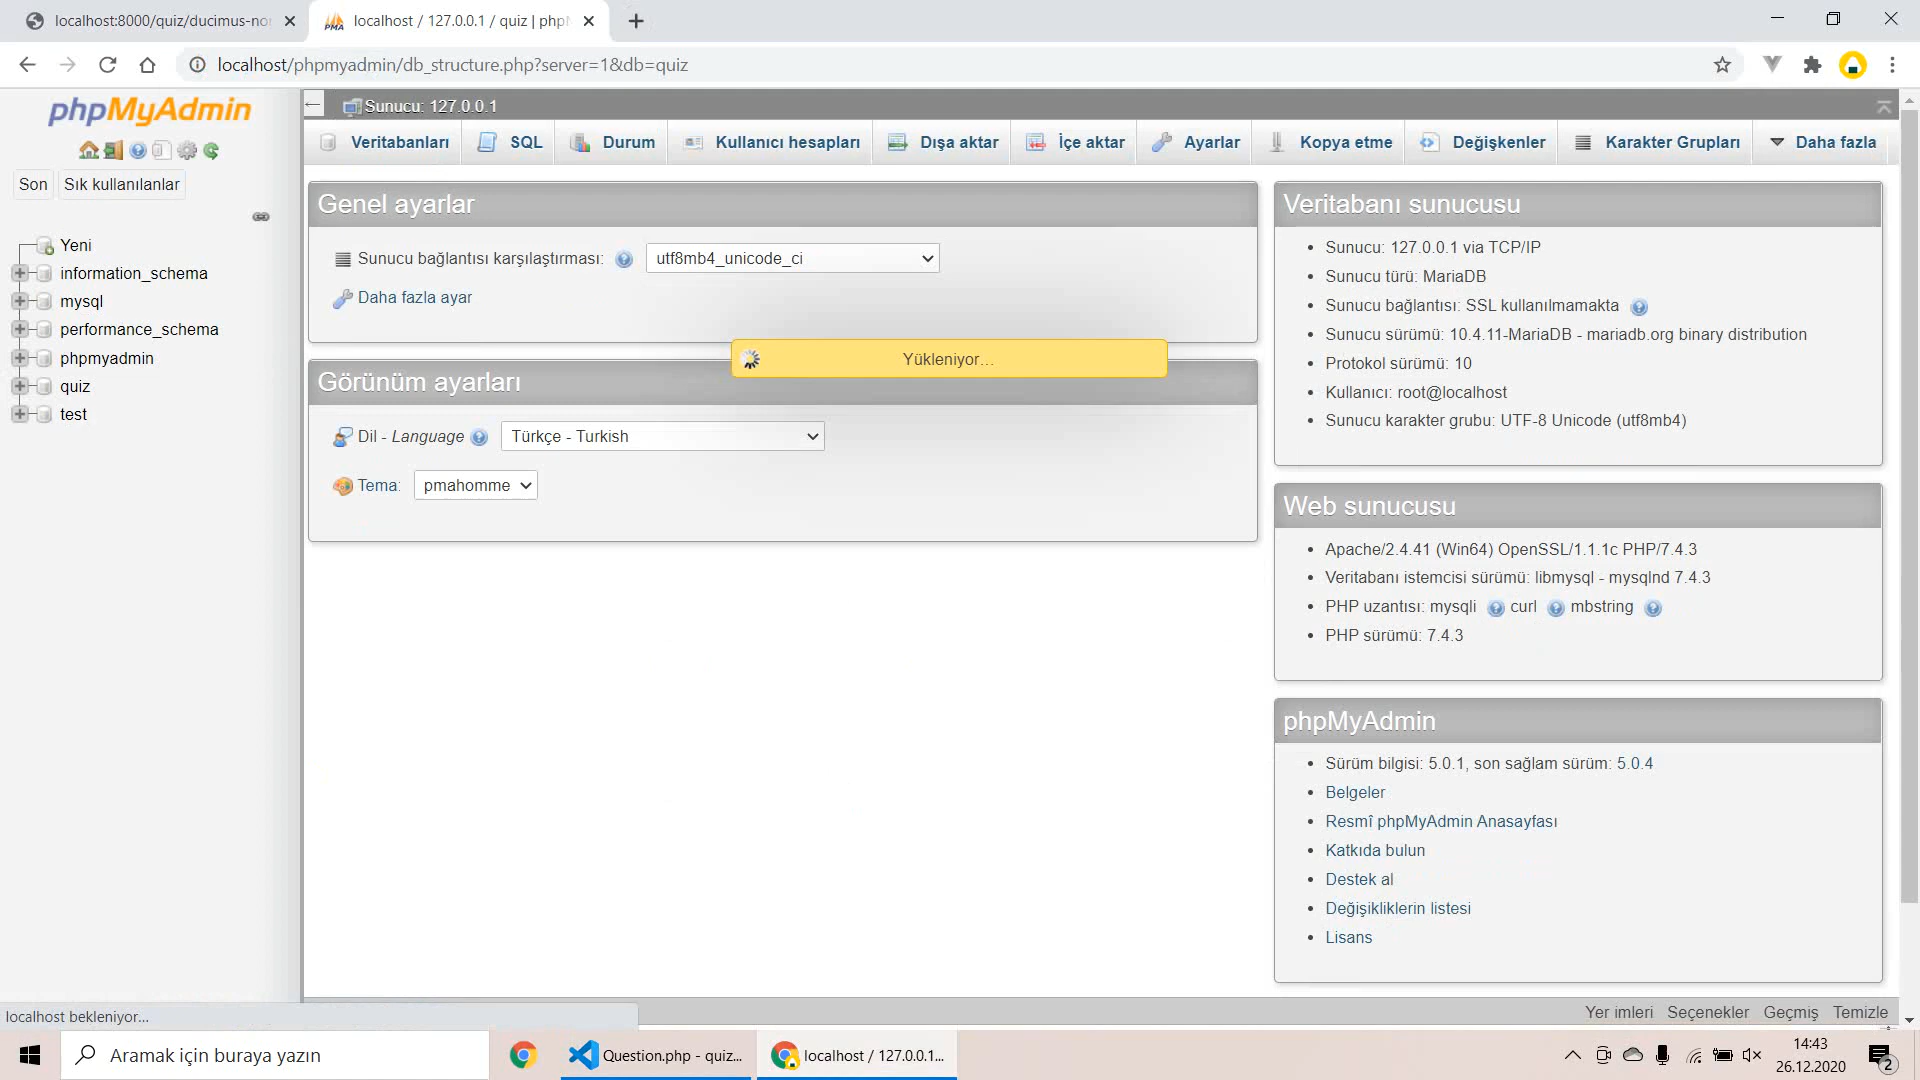 localhost:8000/quiz/ducimus-no
localhost / 127.0.0.1 / quiz | php
localhost/phpmyadmin/db_structure.php?server=1&db=quiz
phpMyAdmin
Son
Sık kullanılanlar
Yeni
information_schema
mysql
performance_schema
phpmyadmin
quiz
test
Sunucu: 127.0.0.1
Veritabanları
SQL
Durum
Kullanıcı hesapları
Dışa aktar
İçe aktar
Ayarlar
Kopya etme
Değişkenler
Karakter Grupları
Daha fazla
Genel ayarlar
Sunucu bağlantısı karşılaştırması:
utf8mb4_unicode_ci
Daha fazla ayar
Yükleniyor…
Görünüm ayarları
Dil - Language
Türkçe - Turkish
Tema:
pmahomme
Veritabanı sunucusu
Sunucu: 127.0.0.1 via TCP/IP
Sunucu türü: MariaDB
Sunucu bağlantısı: SSL kullanılmamakta
Sunucu sürümü: 10.4.11-MariaDB - mariadb.org binary distribution
Protokol sürümü: 10
Kullanıcı: root@localhost
Sunucu karakter grubu: UTF-8 Unicode (utf8mb4)
Web sunucusu
Apache/2.4.41 (Win64) OpenSSL/1.1.1c PHP/7.4.3
Veritabanı istemcisi sürümü: libmysql - mysqlnd 7.4.3
PHP uzantısı: mysqli curl mbstring
PHP sürümü: 7.4.3
phpMyAdmin
Sürüm bilgisi: 5.0.1, son sağlam sürüm: 5.0.4
Belgeler
Resmî phpMyAdmin Anasayfası
Katkıda bulun
Destek al
Değişikliklerin listesi
Lisans
Yer imleri
Seçenekler
Geçmiş
Temizle
localhost bekleniyor...
Aramak için buraya yazın
Question.php - quiz...
localhost / 127.0.0.1...
14:43
26.12.2020
2